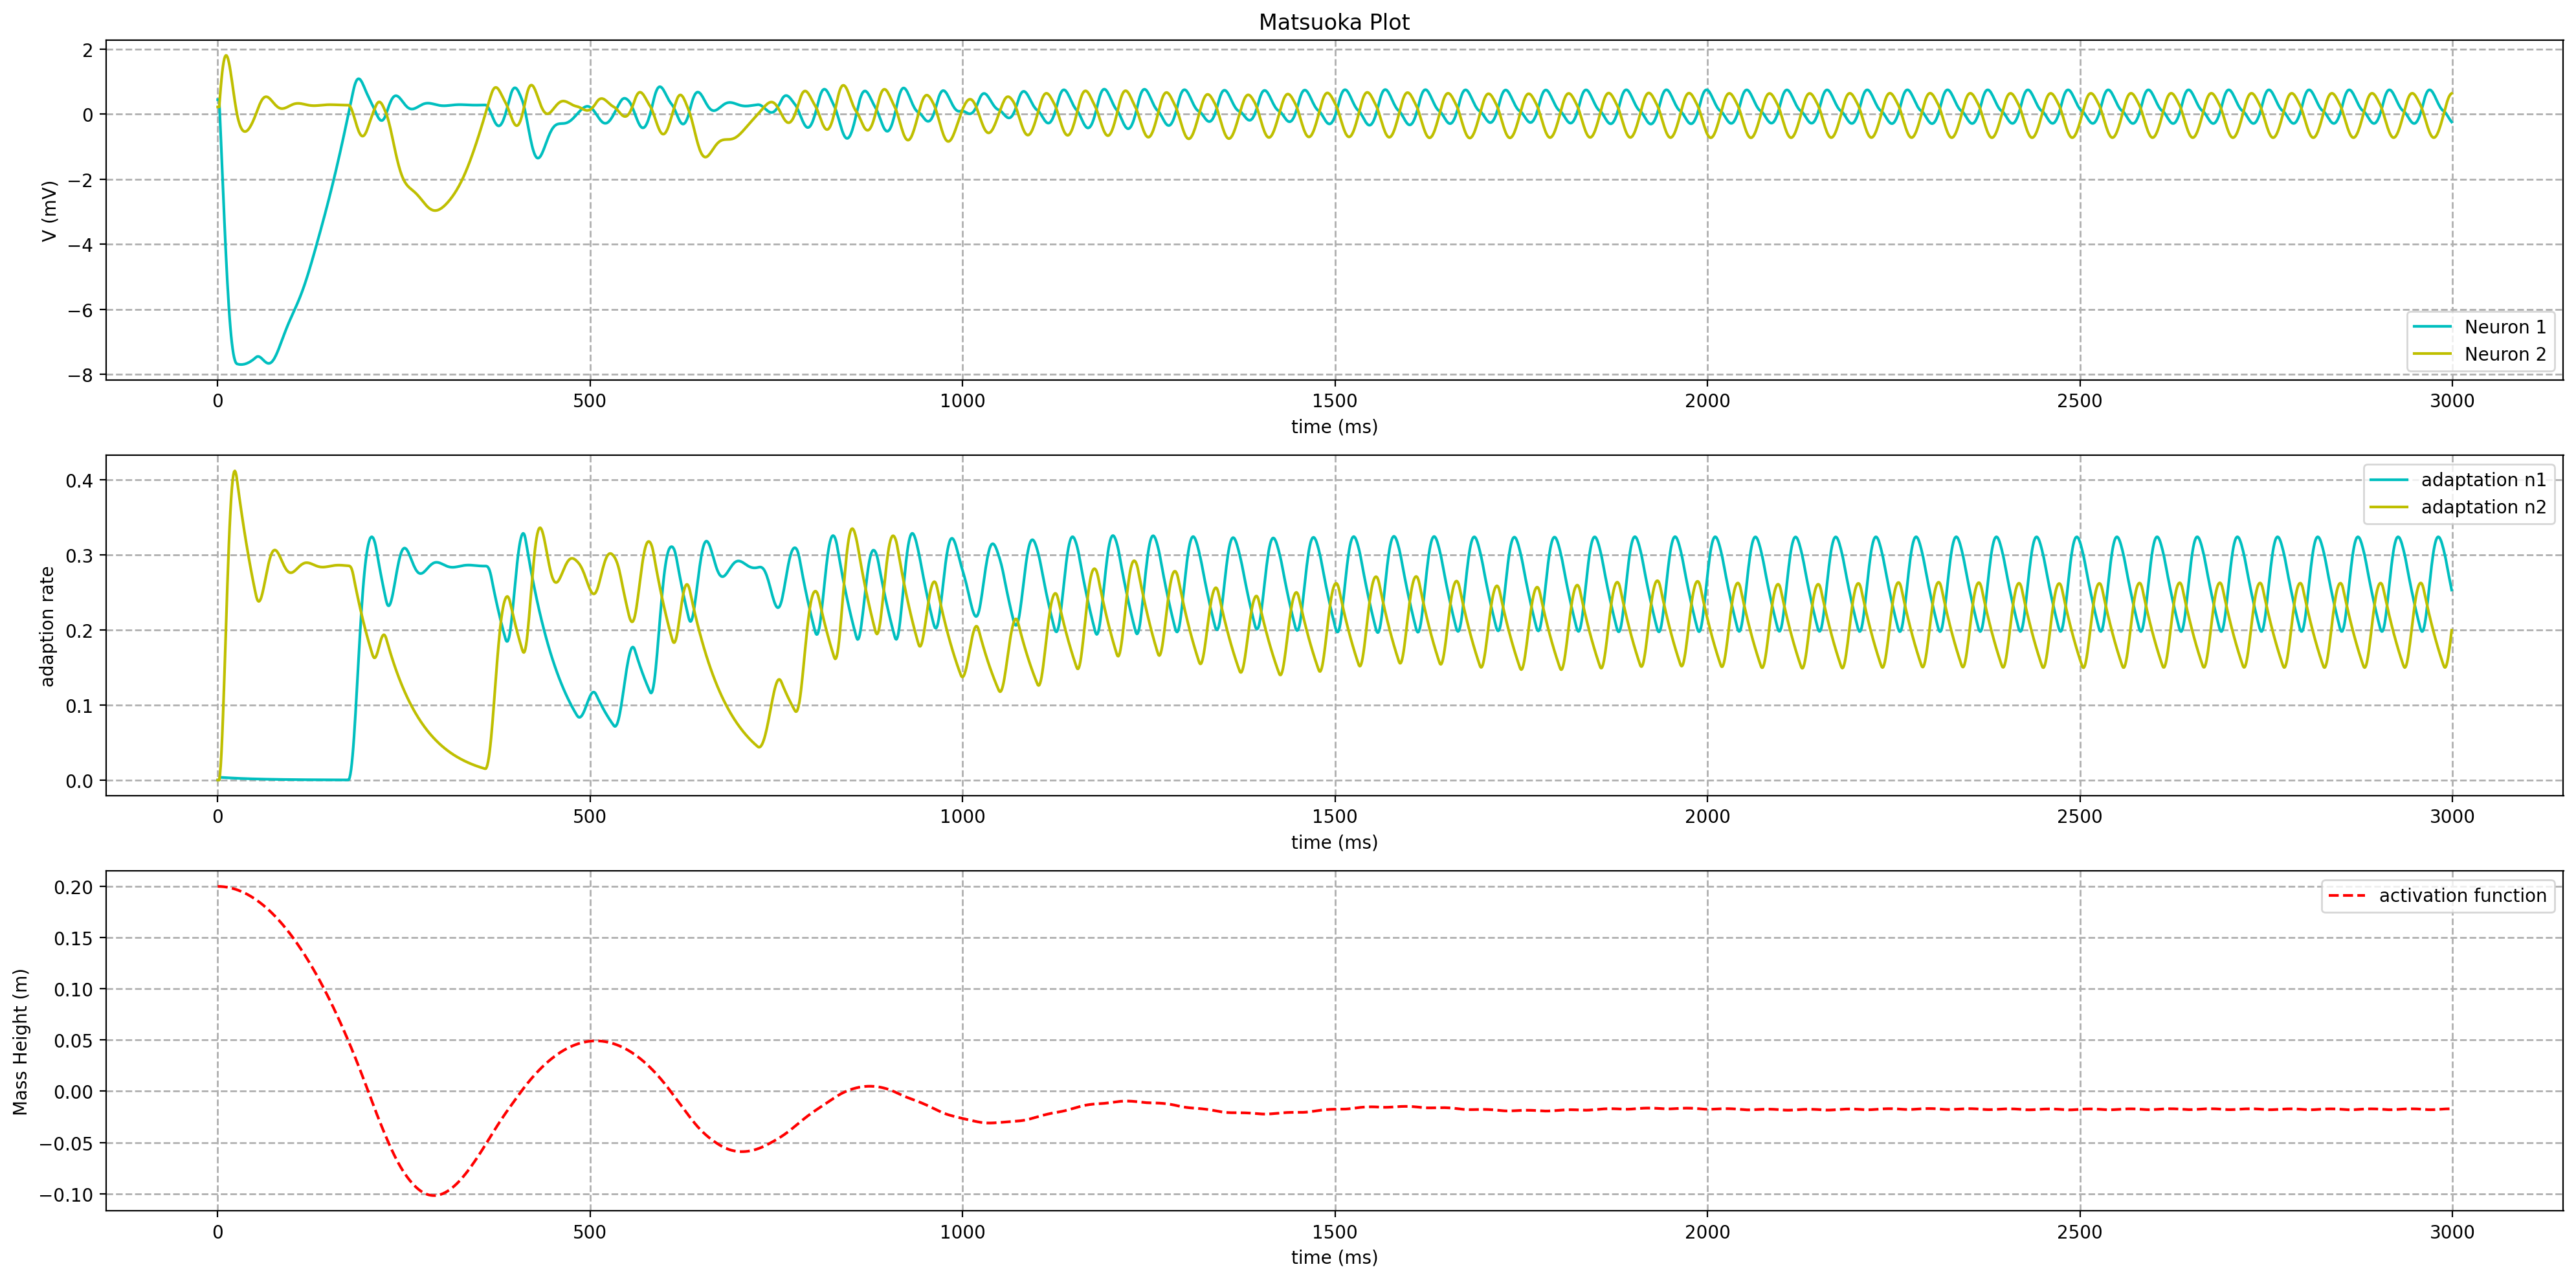 Matsuoka Plot
2
0
−2
−4
−6
−8
V (mV)
Neuron 1
Neuron 2
0 500 1000 1500 2000 2500 3000
time (ms)
0.4
0.3
0.2
0.1
0.0
adaption rate
adaptation n1
adaptation n2
0 500 1000 1500 2000 2500 3000
time (ms)
0.20
0.15
0.10
0.05
0.00
−0.05
−0.10
Mass Height (m)
activation function
0 500 1000 1500 2000 2500 3000
time (ms)